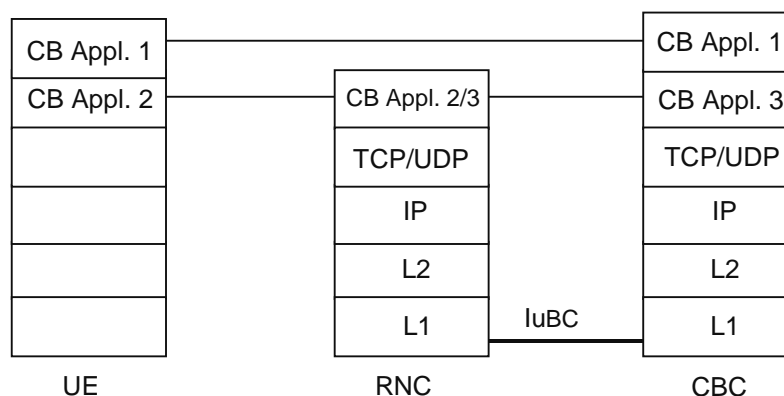 CB Appl. 1
CB Appl. 1
CB Appl. 2
CB Appl. 2/3
CB Appl. 3
TCP/UDP
TCP/UDP
IP
IP
L2
L2
L1
IuBC
L1
UE
RNC
CBC